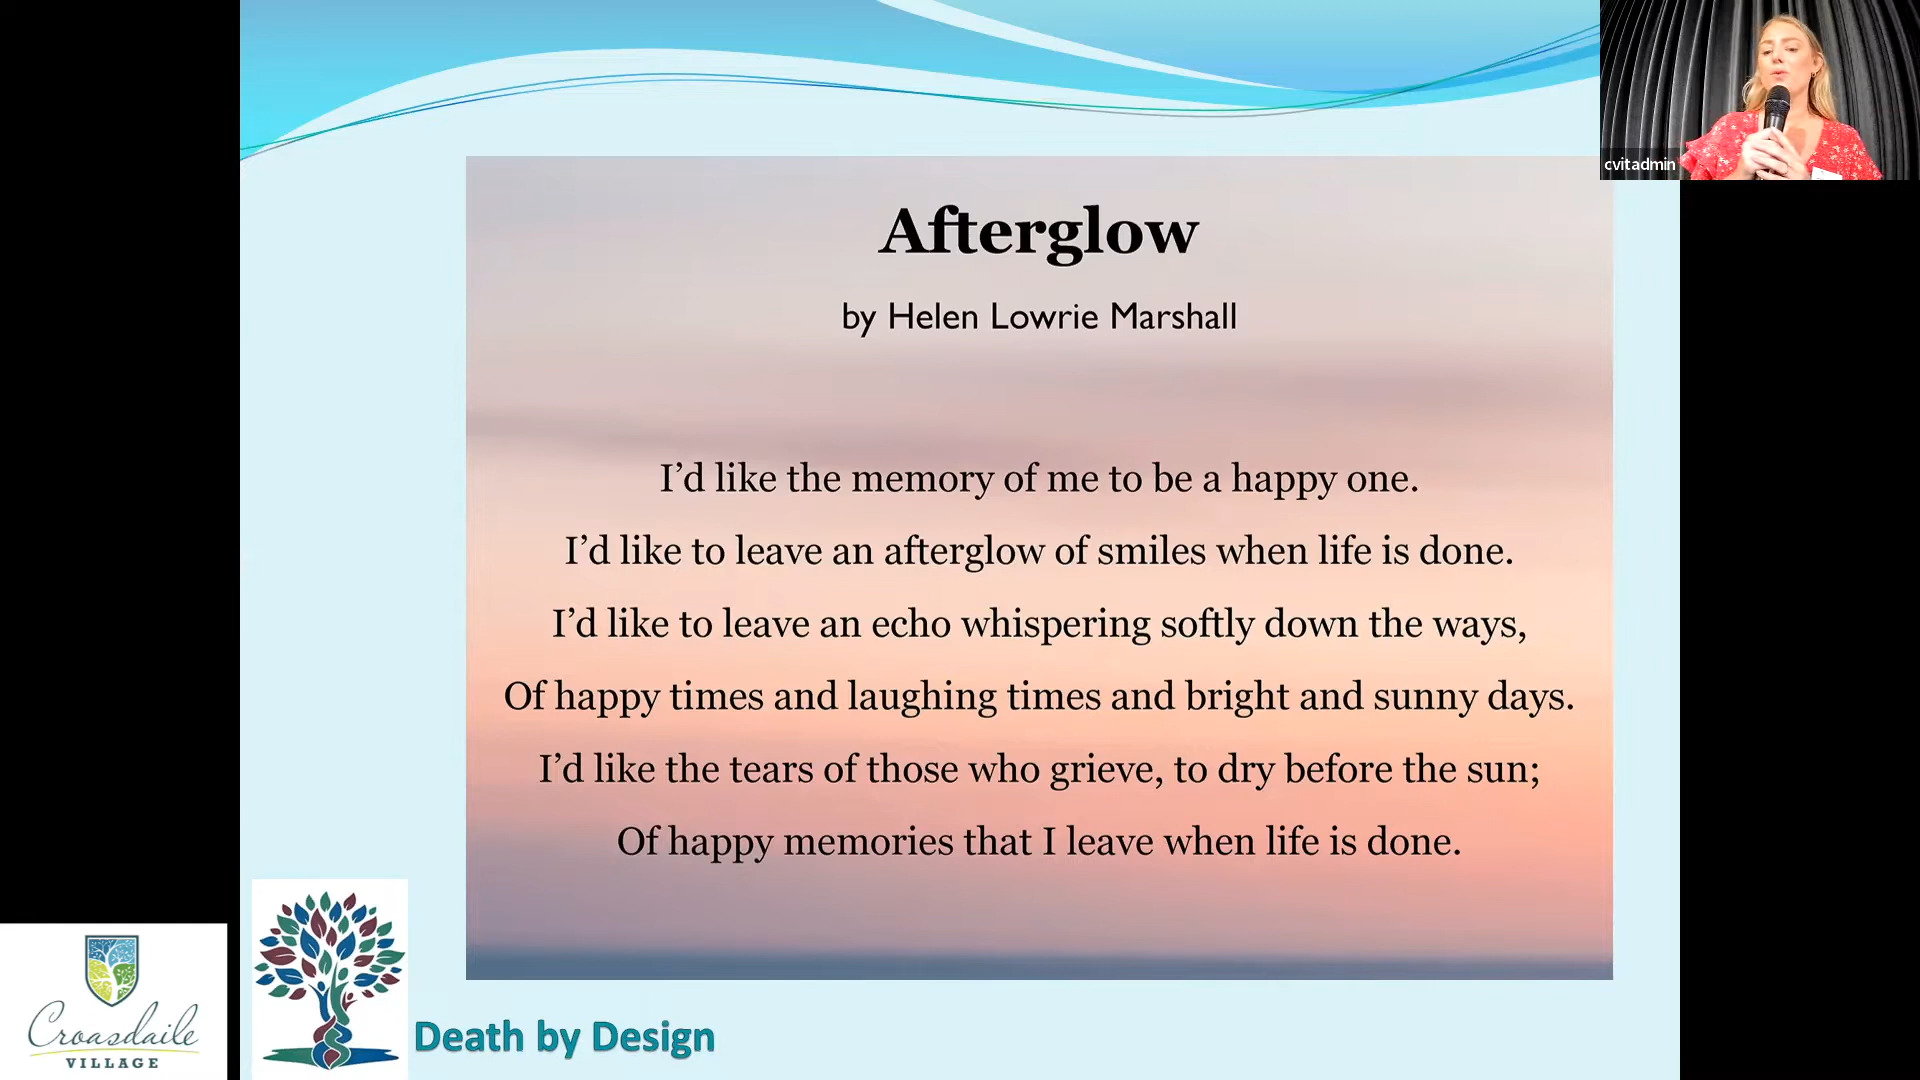 cvitadmin
Afterglow
by Helen Lowrie Marshall
I’d like the memory of me to be a happy one.
I’d like to leave an afterglow of smiles when life is done.
I’d like to leave an echo whispering softly down the ways,
Of happy times and laughing times and bright and sunny days.
I’d like the tears of those who grieve, to dry before the sun;
Of happy memories that I leave when life is done.
Croasdaile
VILLAGE
Death by Design